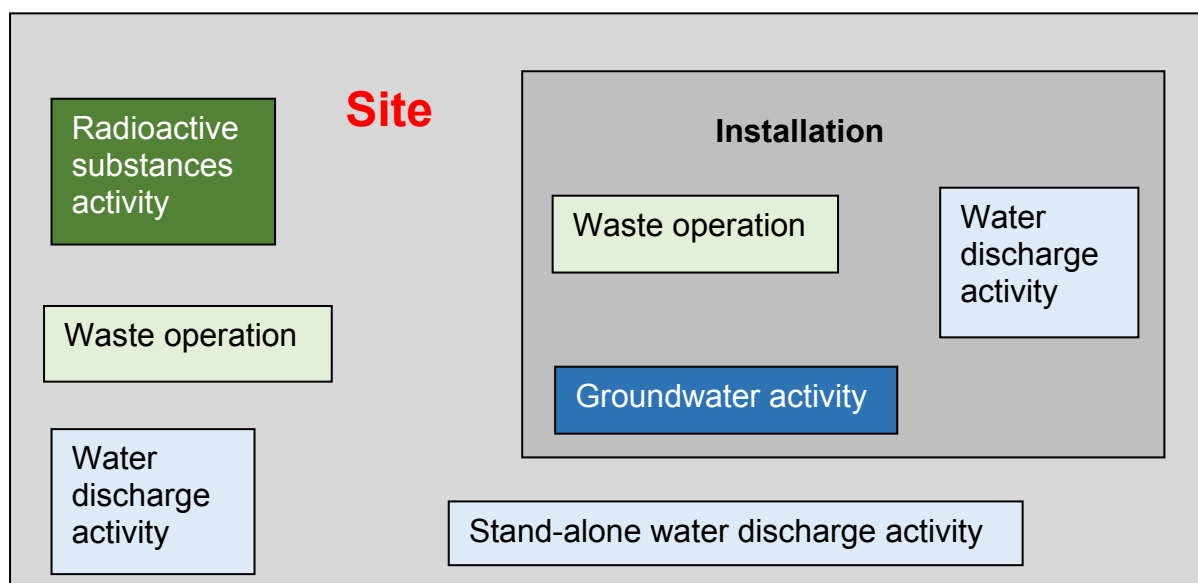 Site
Radioactive
substances
activity
Waste operation
Water
discharge
activity
Installation
Waste operation
Water
discharge
activity
Groundwater activity
Stand-alone water discharge activity